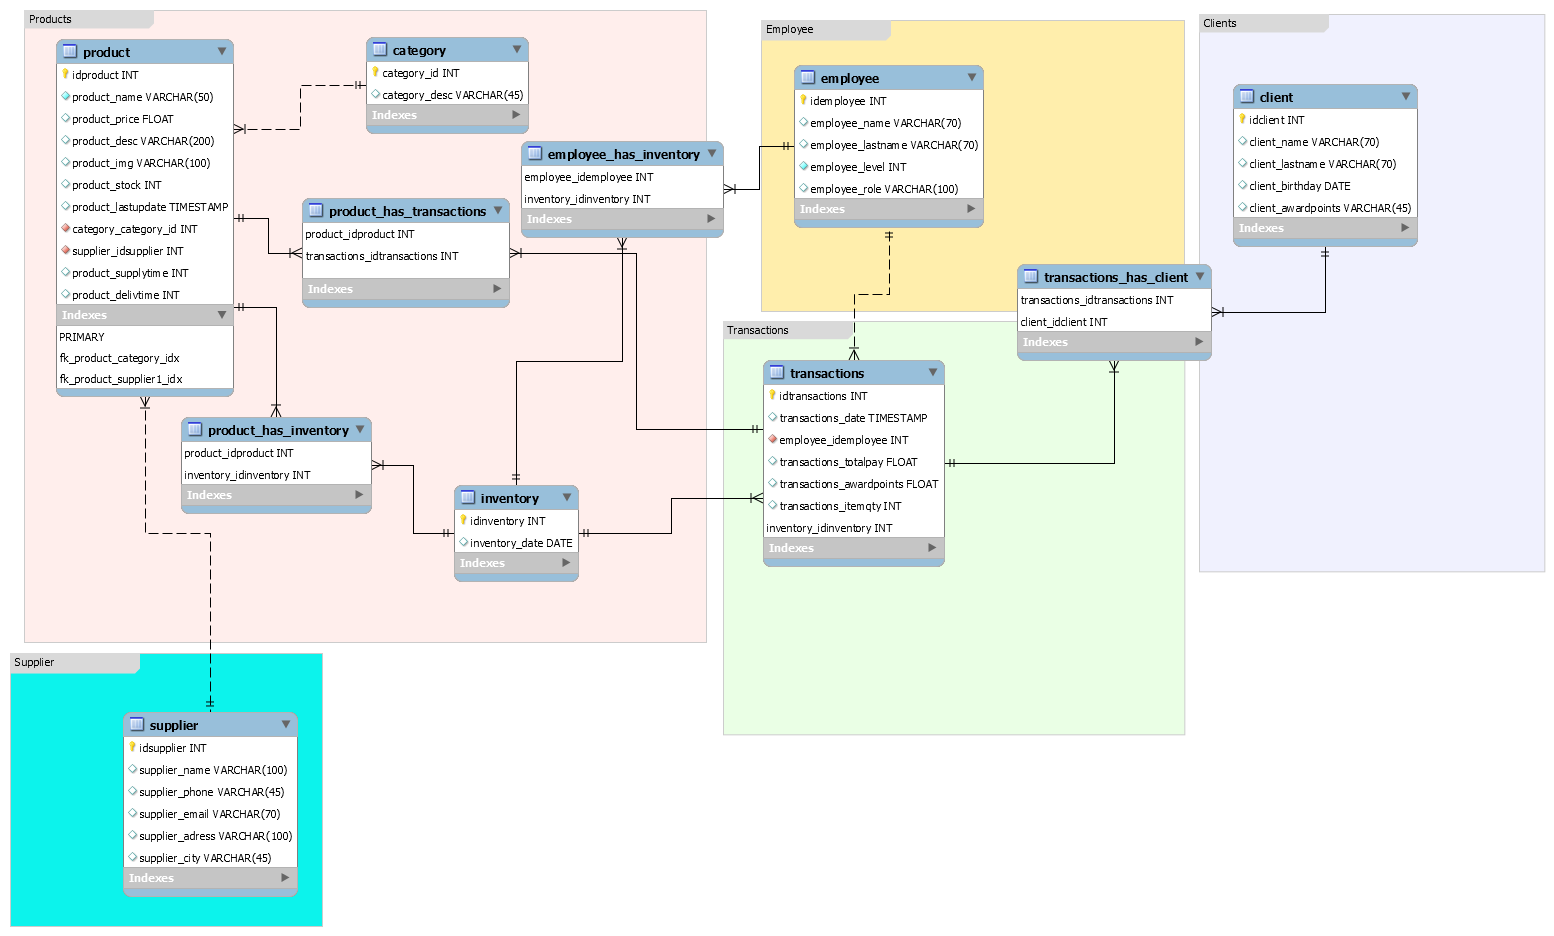 Products
product
idproduct INT
product_name VARCHAR(50)
product_price FLOAT
product_desc VARCHAR(200)
product_img VARCHAR(100)
product_stock INT
product_lastupdate TIMESTAMP
category_category_id INT
supplier_idsupplier INT
product_supplytime INT
product_delivtime INT
Indexes
PRIMARY
fk_product_category_idx
fk_product_supplier1_idx
category
category_id INT
category_desc VARCHAR(45)
Indexes
employee_has_inventory
employee_idemployee INT
inventory_idinventory INT
Indexes
product_has_transactions
product_idproduct INT
transactions_idtransactions INT
Indexes
product_has_inventory
product_idproduct INT
inventory_idinventory INT
Indexes
inventory
idinventory INT
inventory_date DATE
Indexes
Employee
employee
idemployee INT
employee_name VARCHAR(70)
employee_lastname VARCHAR(70)
employee_level INT
employee_role VARCHAR(100)
Indexes
Clients
client
idclient INT
client_name VARCHAR(70)
client_lastname VARCHAR(70)
client_birthday DATE
client_awardpoints VARCHAR(45)
Indexes
transactions_has_client
transactions_idtransactions INT
client_idclient INT
Indexes
Transactions
transactions
idtransactions INT
transactions_date TIMESTAMP
employee_idemployee INT
transactions_totalpay FLOAT
transactions_awardpoints FLOAT
transactions_itemqty INT
inventory_idinventory INT
Indexes
Supplier
supplier
idsupplier INT
supplier_name VARCHAR(100)
supplier_phone VARCHAR(45)
supplier_email VARCHAR(70)
supplier_adress VARCHAR(100)
supplier_city VARCHAR(45)
Indexes